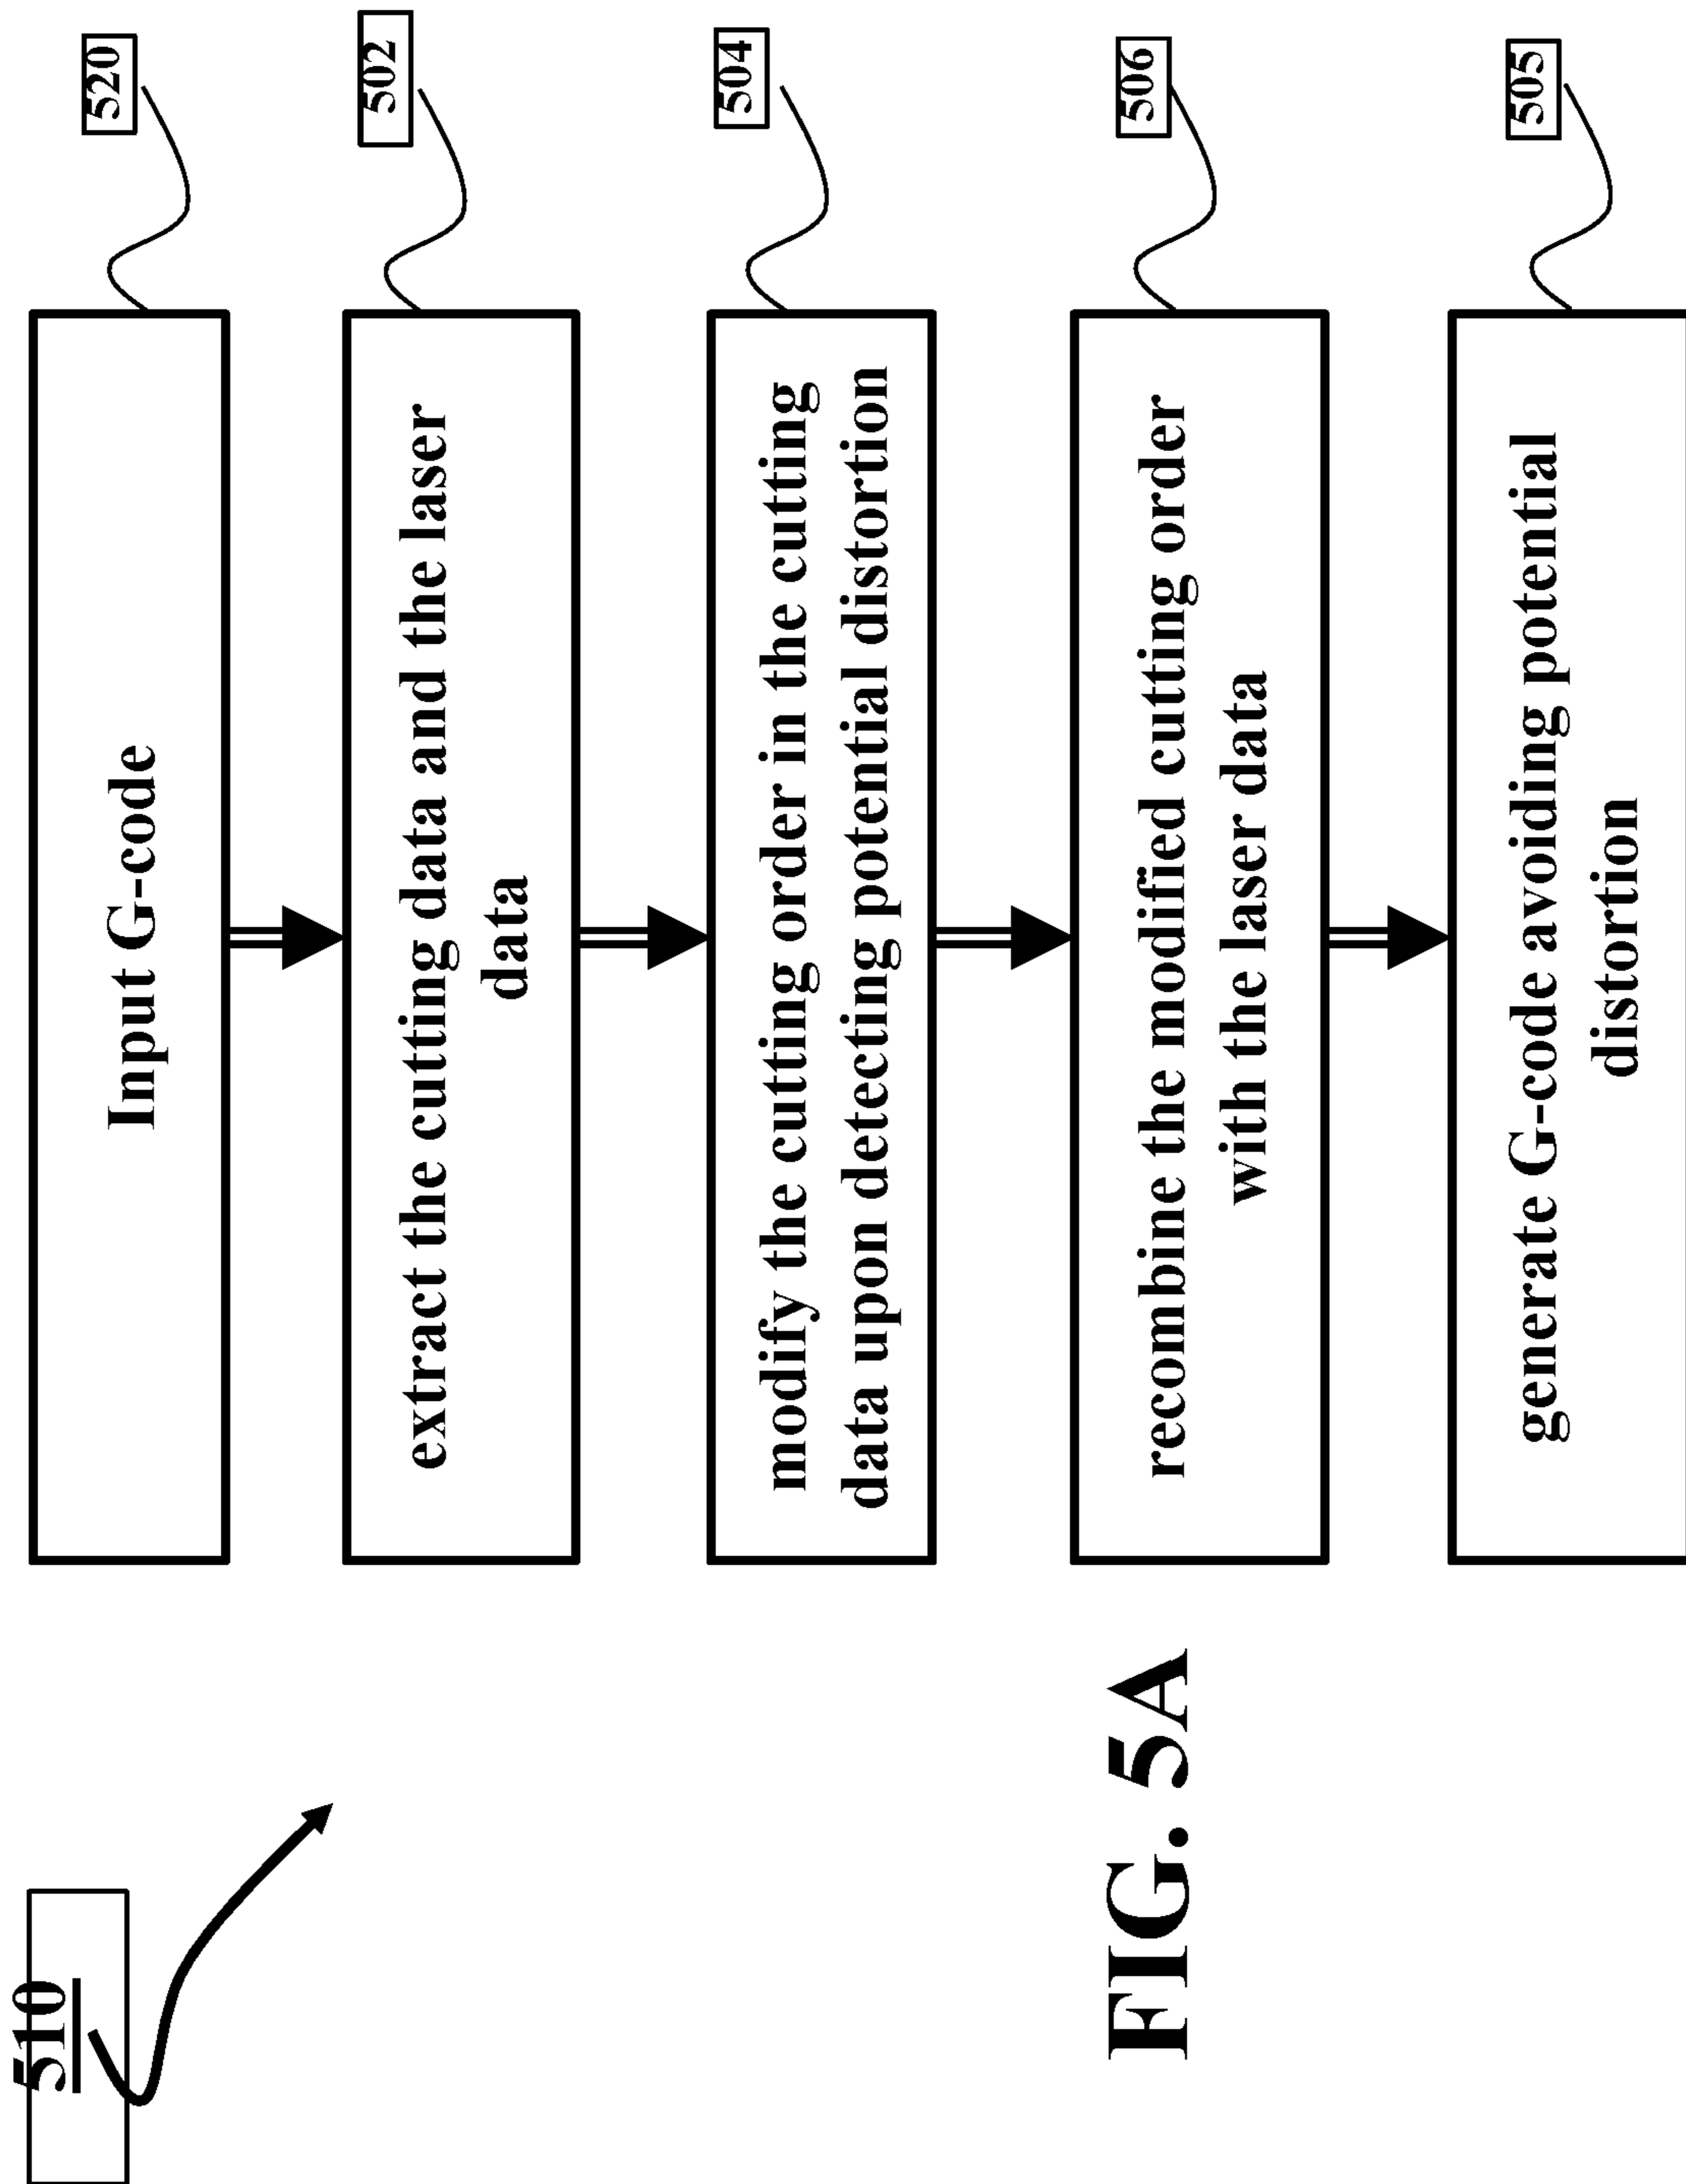 510
Input G-code
520
extract the cutting data and the laser
data
502
modify the cutting order in the cutting
data upon detecting potential distortion
504
recombine the modified cutting order
with the laser data
506
generate G-code avoiding potential
distortion
505
FIG. 5A